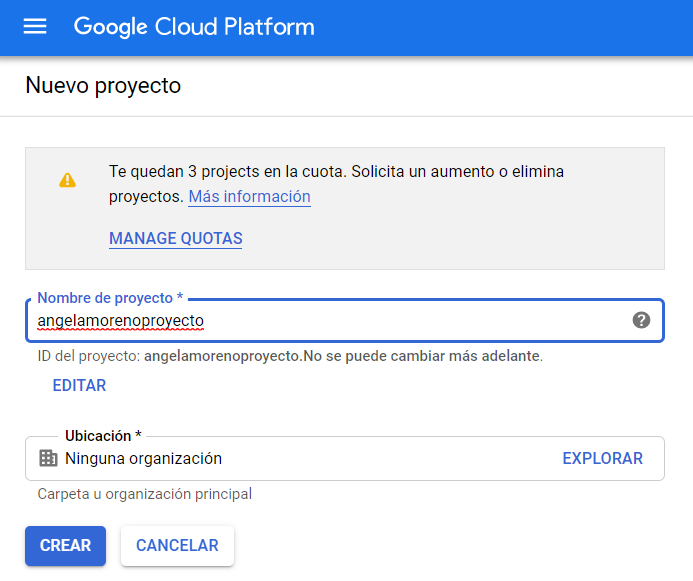 Google Cloud Platform
Nuevo proyecto
Te quedan 3 projects en la cuota. Solicita un aumento o elimina
proyectos. Más información
MANAGE QUOTAS
Nombre de proyecto *
angelamorenoproyecto
ID del proyecto: angelamorenoproyecto.No se puede cambiar más adelante.
EDITAR
Ubicación *
Ninguna organización EXPLORAR
Carpeta u organización principal
CREAR CANCELAR